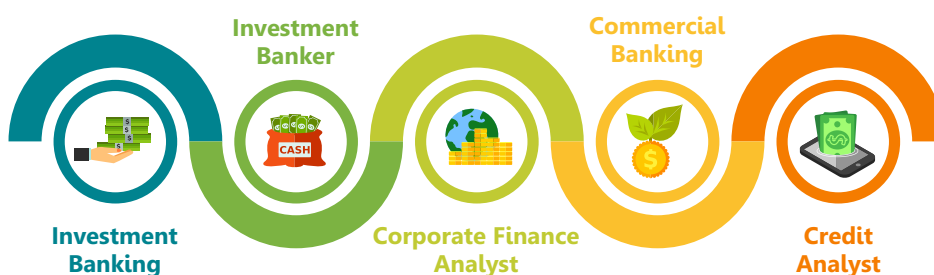 Investment
Banking
Investment
Banker
CASH
Corporate Finance
Analyst
Commercial
Banking
$
Credit
Analyst